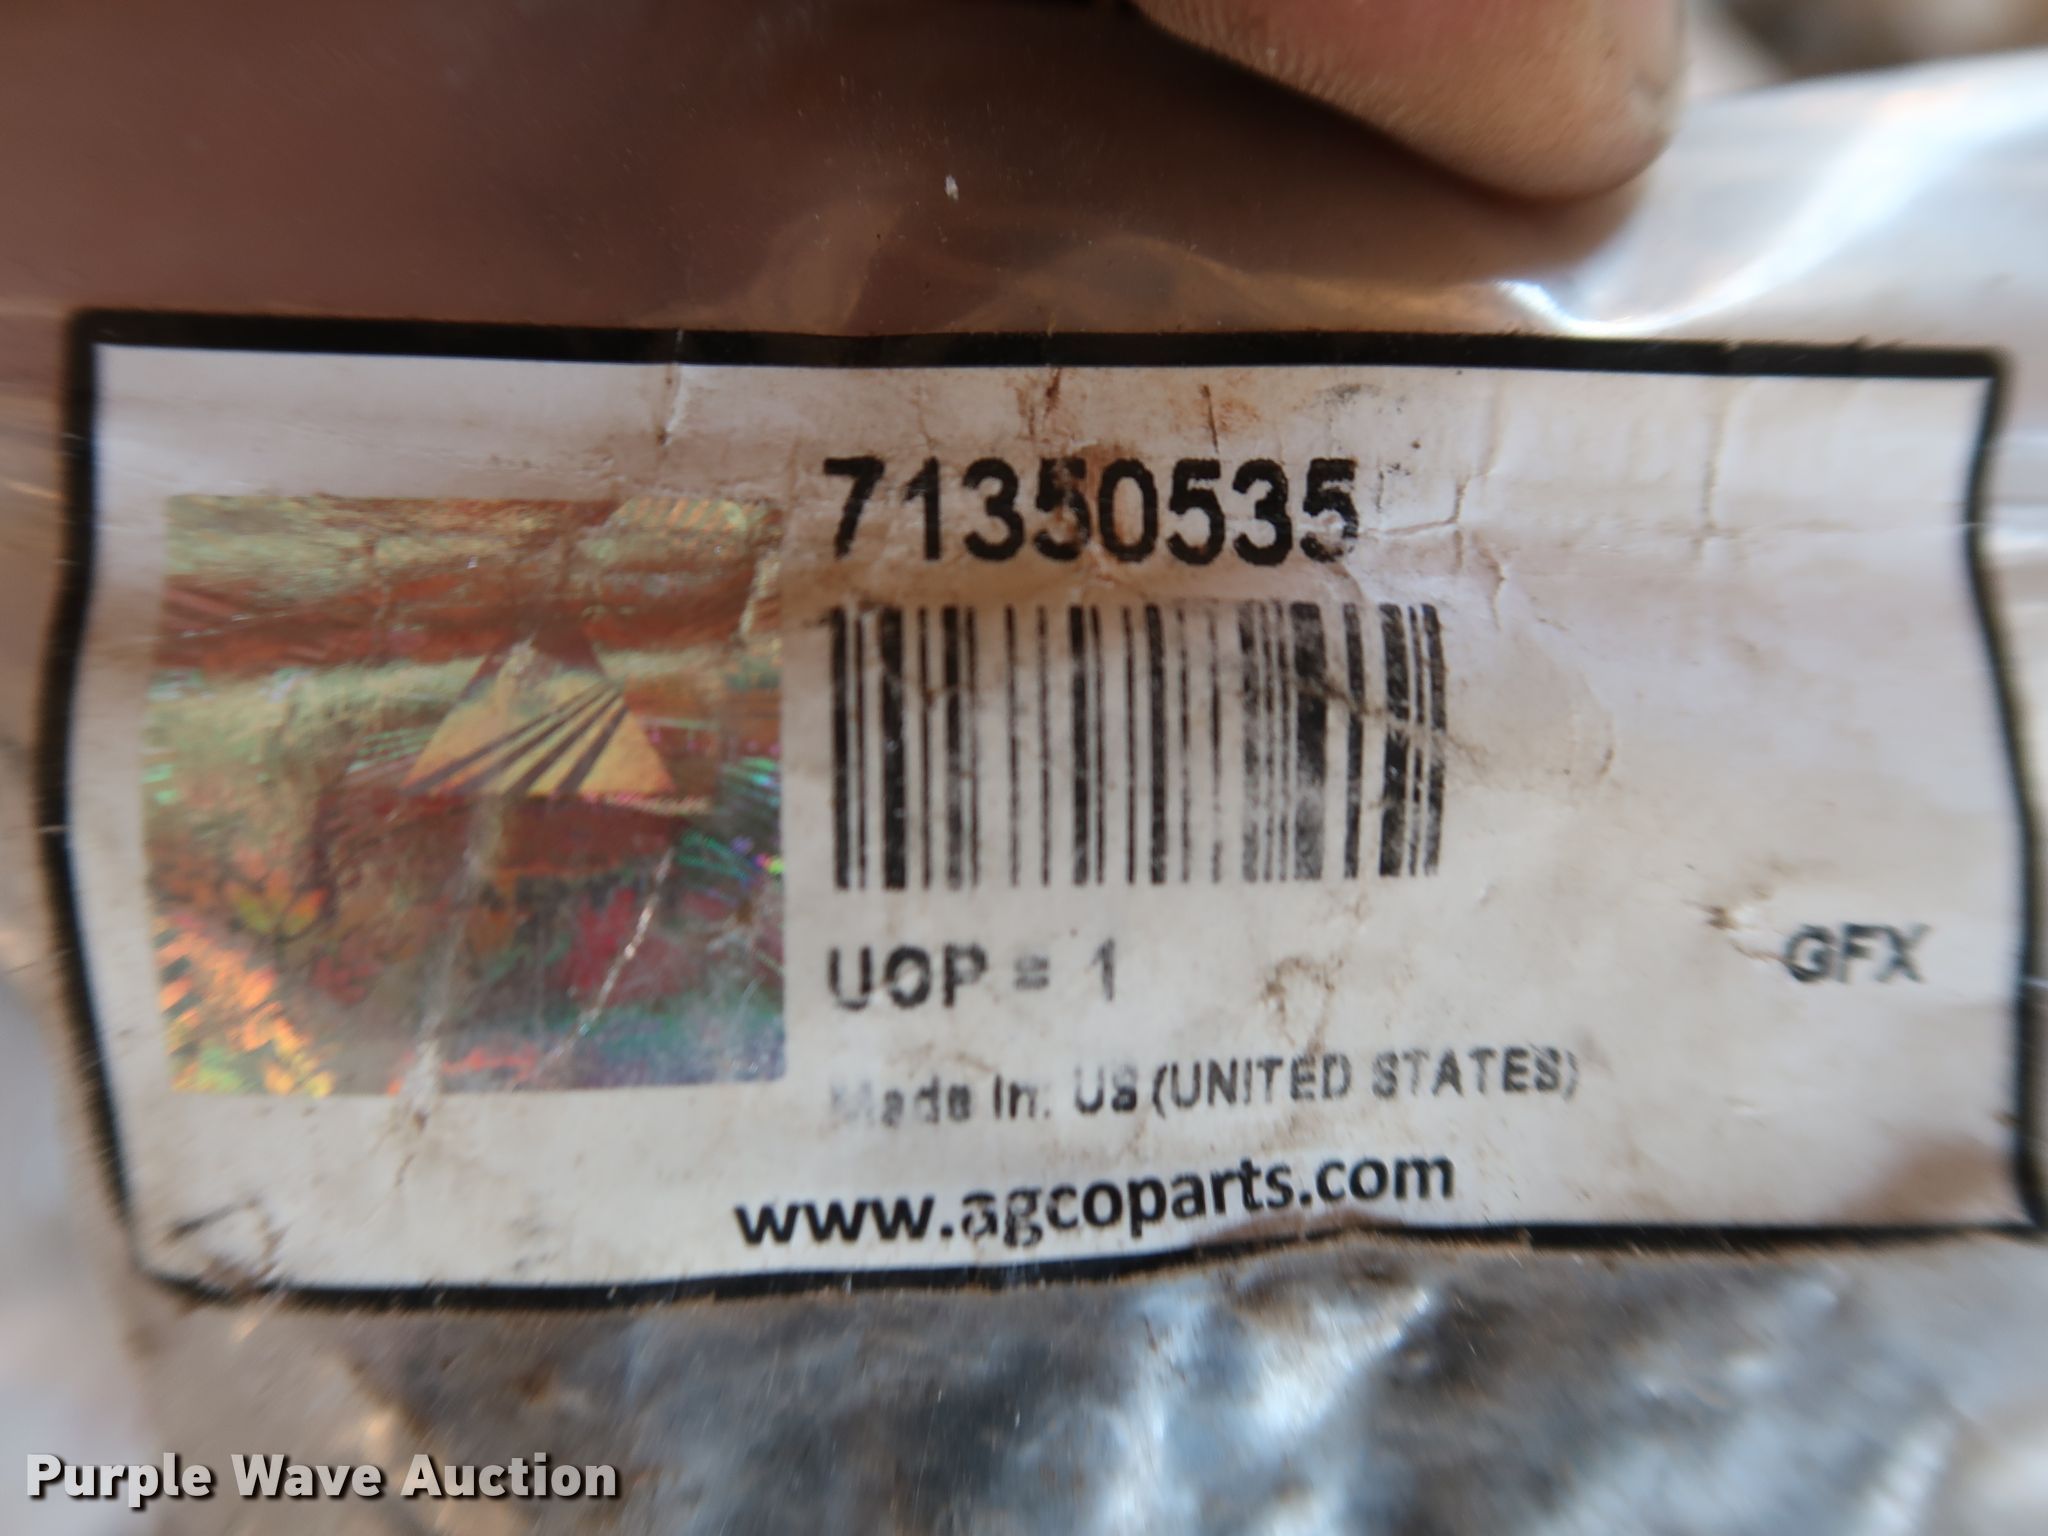 71350535
UOP = 1
GFX
Made In: US (UNITED STATES)
www.agcoparts.com
Purple Wave Auction